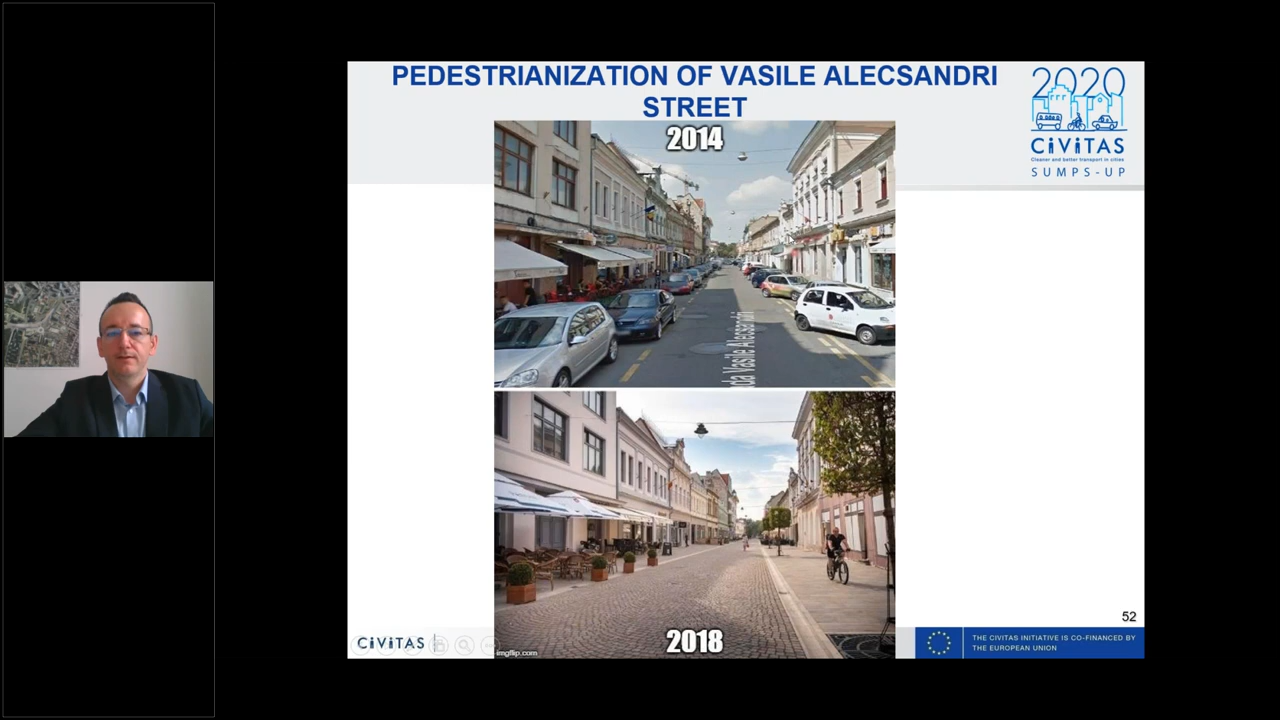 PEDESTRIANIZATION OF VASILE ALECSANDRI
STREET
2020
CiViTAS
Cleaner and better transport in cities
SUMPS-UP
2014
da Vasile Alecsandri
2018
imgflip.com
52
CiViTAS
THE CIVITAS INITIATIVE IS CO-FINANCED BY
THE EUROPEAN UNION